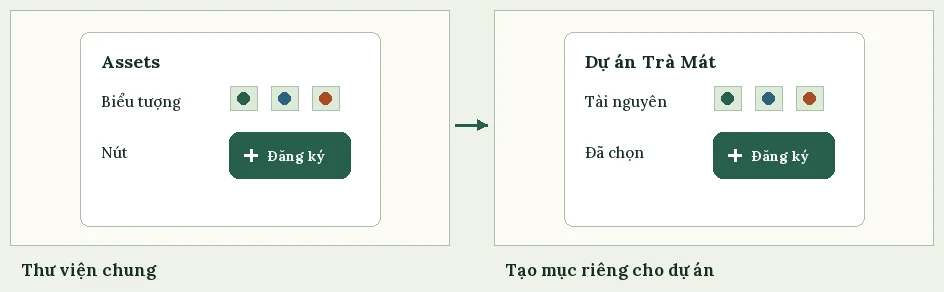 Assets
Biểu tượng
Nút
Đăng ký
Thư viện chung
Dự án Trà Mát
Tài nguyên
Đã chọn
Đăng ký
Tạo mục riêng cho dự án